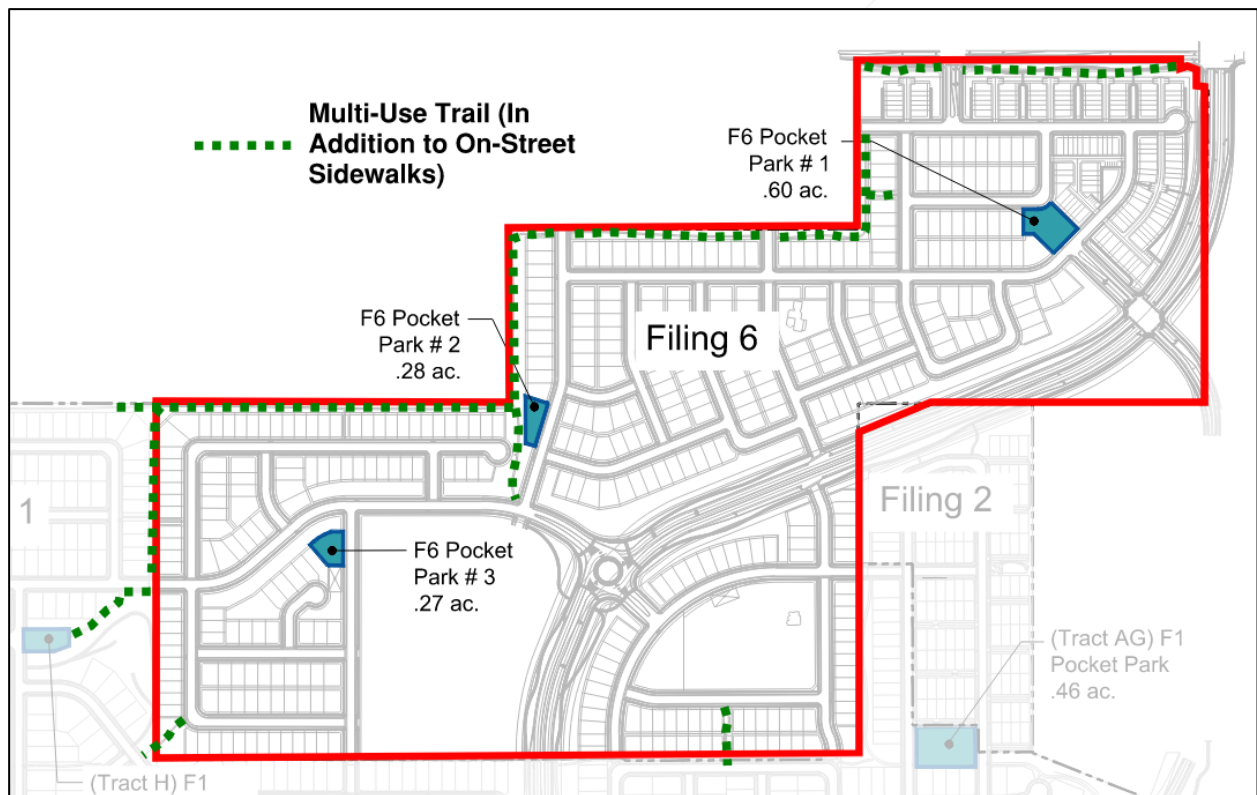 Multi-Use Trail (In
Addition to On-Street
Sidewalks)
F6 Pocket
Park # 1
.60 ac.
F6 Pocket
Park # 2
.28 ac.
Filing 6
1
Filing 2
F6 Pocket
Park # 3
.27 ac.
(Tract AG) F1
Pocket Park
.46 ac.
(Tract H) F1